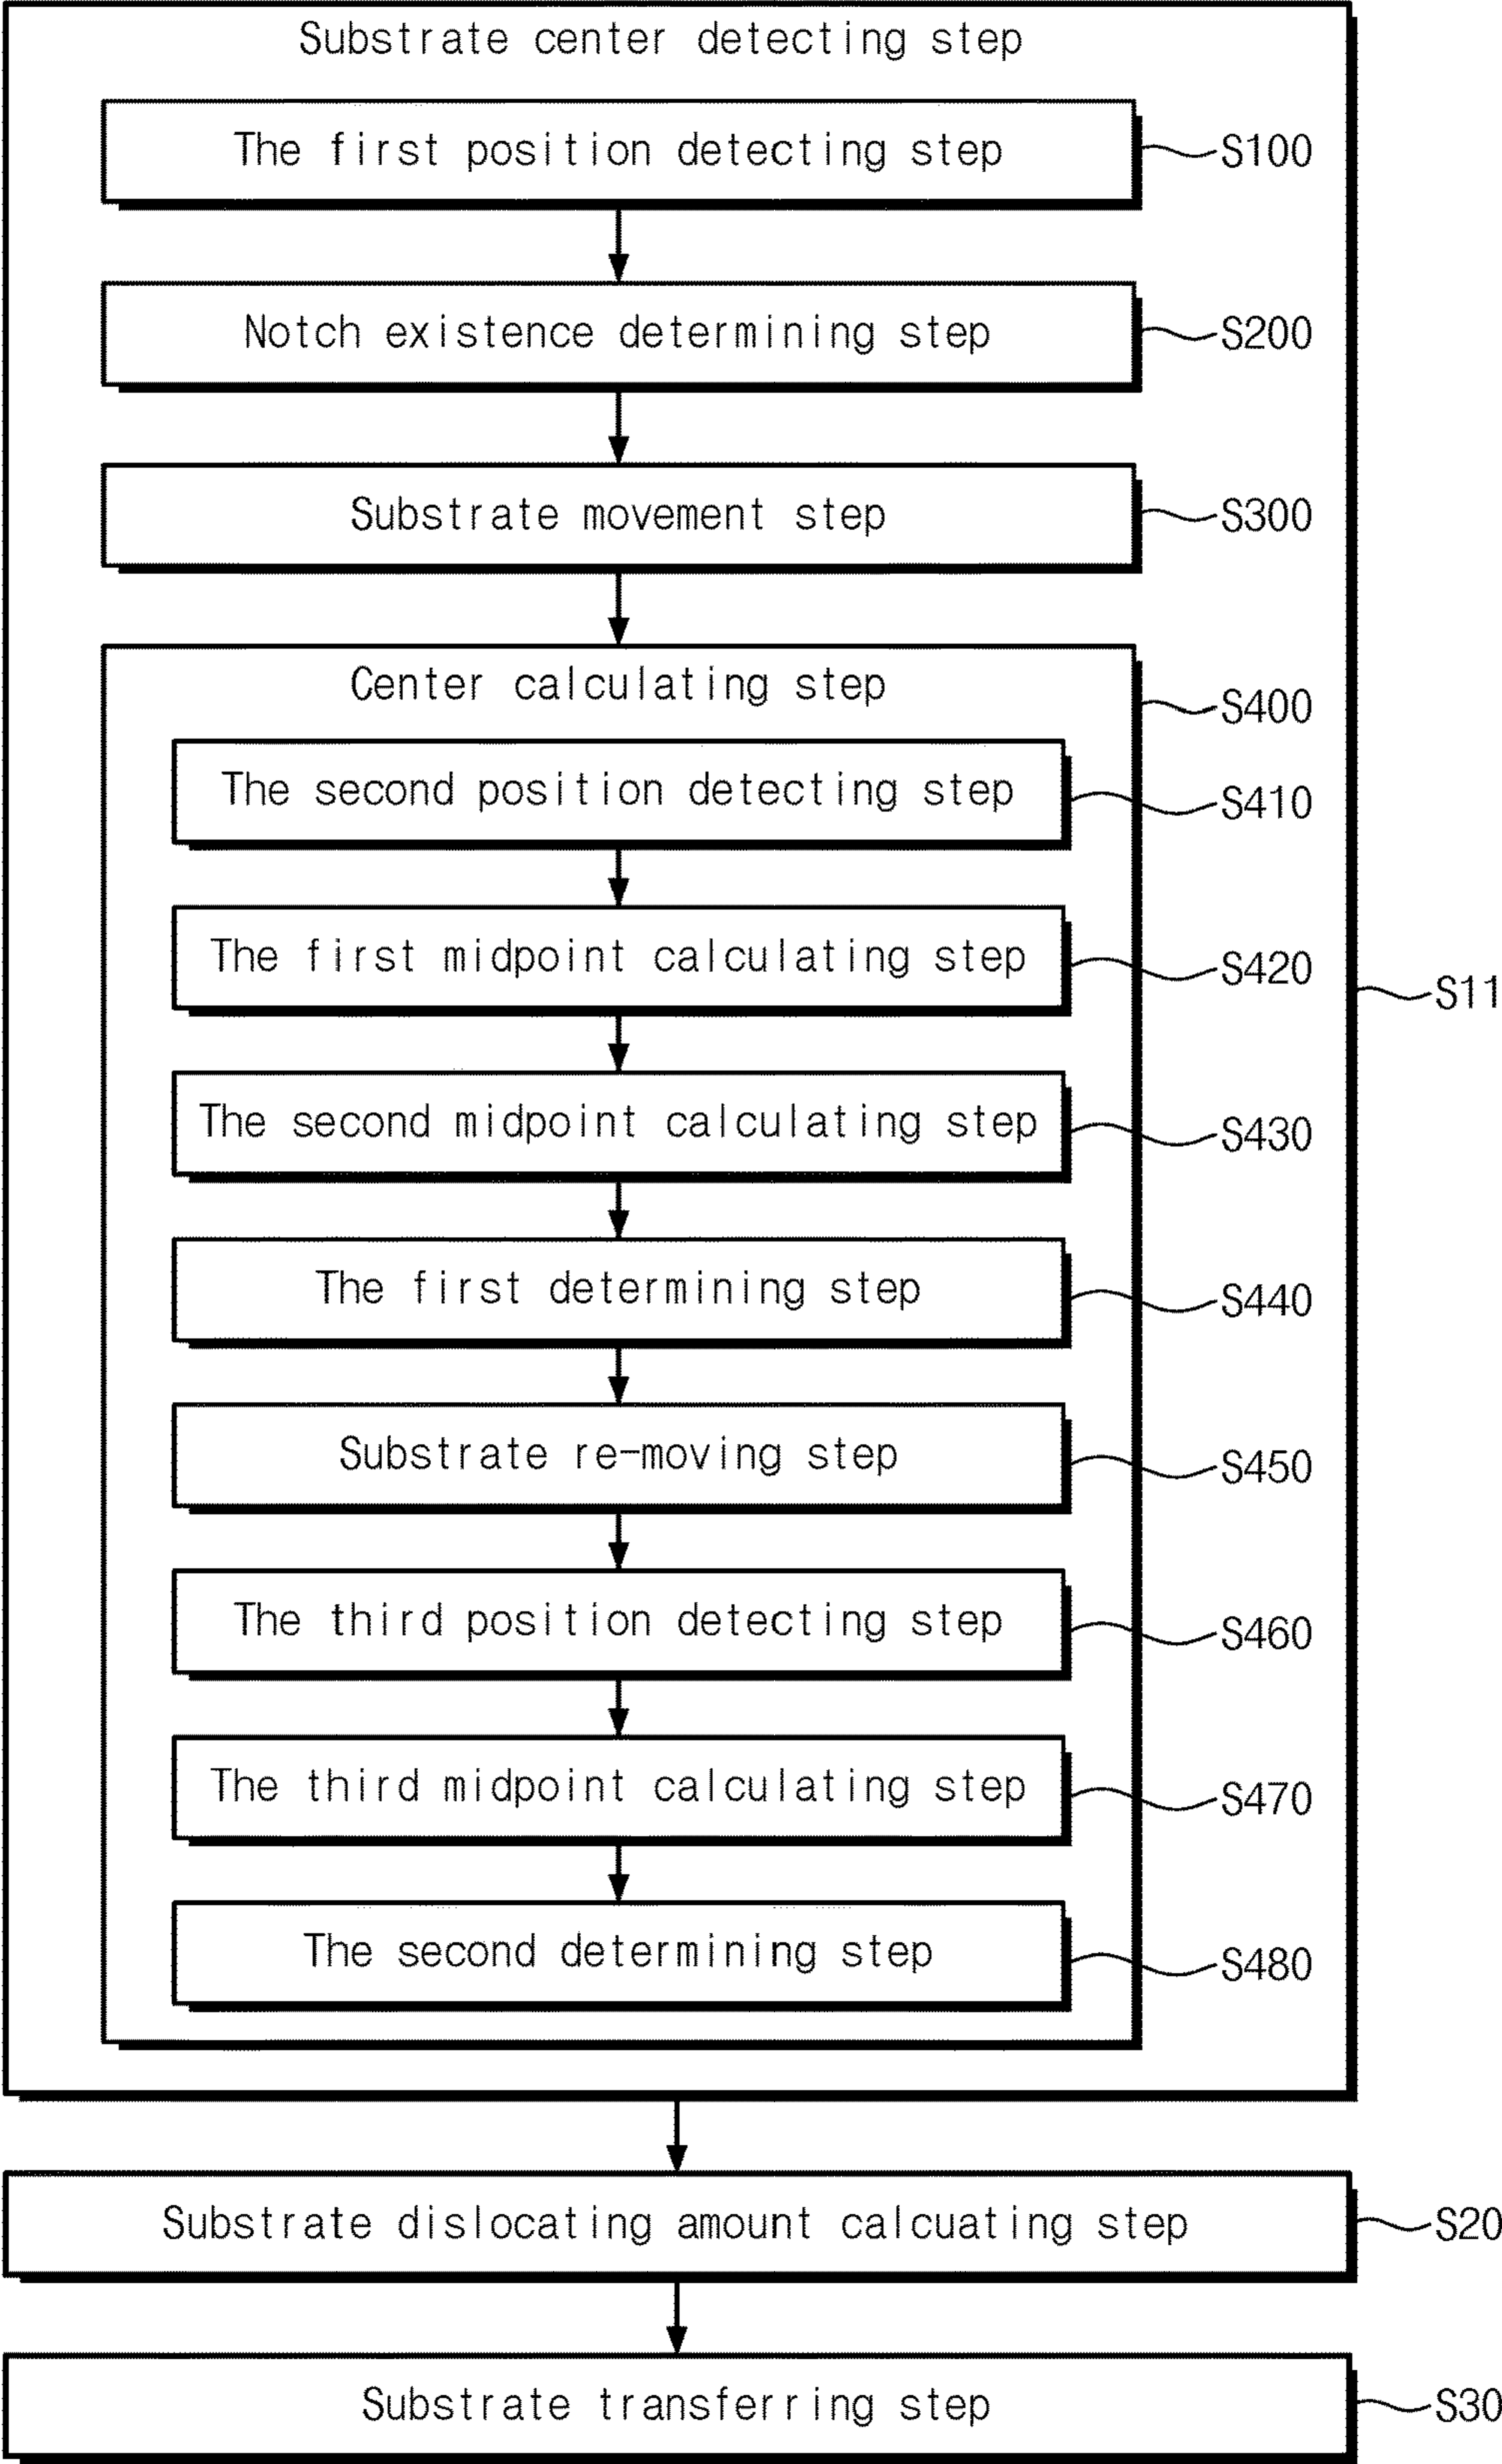 Substrate center detecting step
The first position detecting step
S100
Notch existence determining step
S200
Substrate movement step
S300
Center calculating step
S400
The second position detecting step
S410
The first midpoint calculating step
S420
S11
The second midpoint calculating step
S430
The first determining step
S440
Substrate re-moving step
S450
The third position detecting step
S460
The third midpoint calculating step
S470
The second determining step
S480
Substrate dislocating amount calcuating step
S20
Substrate transferring step
S30